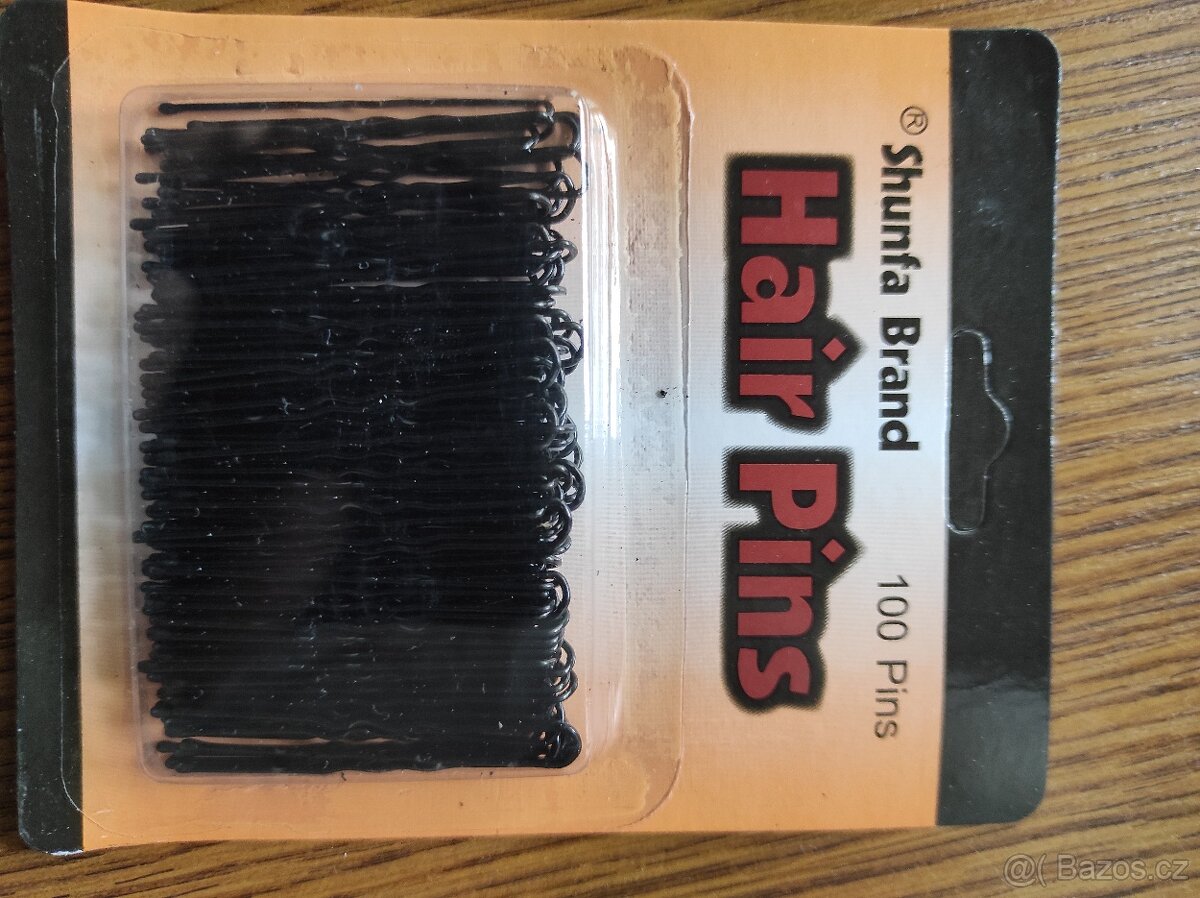 ® Shunfa Brand 100 Pins
Hair Pins
@( Bazos.cz